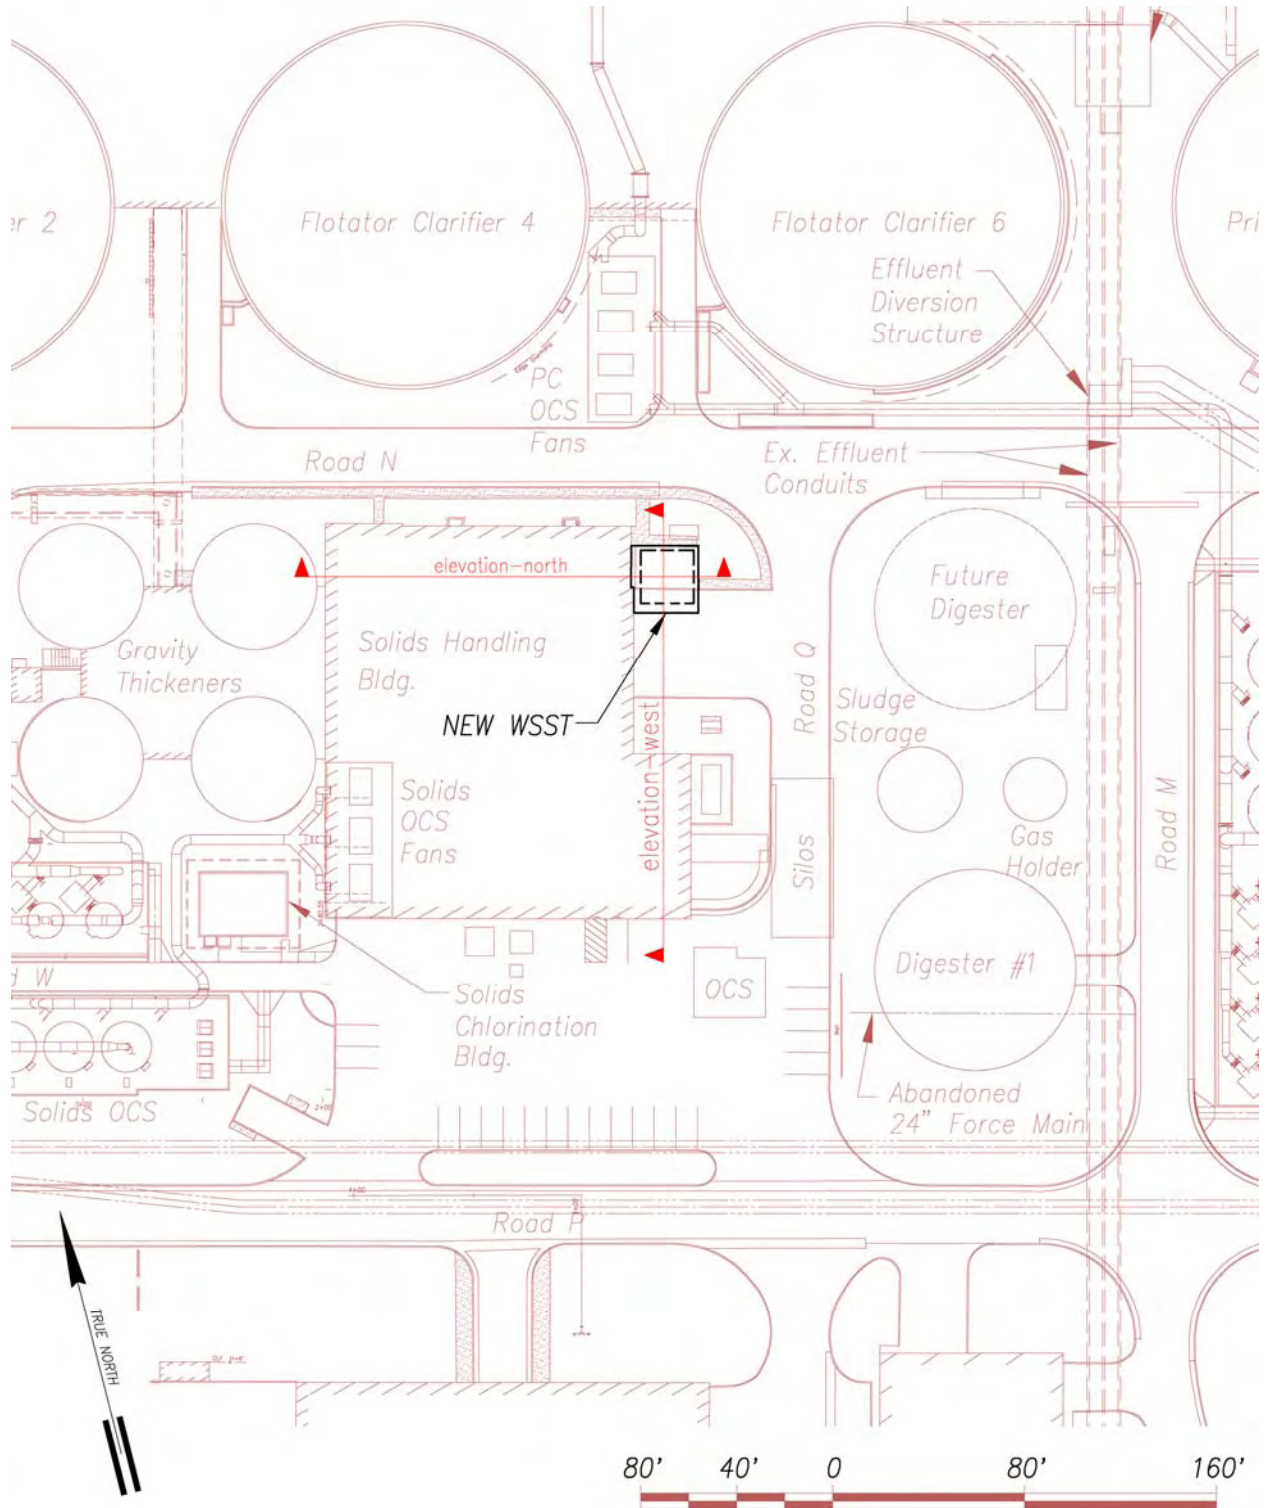 er 2
Flotator Clarifier 4
Flotator Clarifier 6
Pri
Effluent
Diversion
Structure
PC
OCS
Fans
Road N
Ex. Effluent
Conduits
elevation-north
Future
Digester
Gravity
Thickeners
Solids Handling
Bldg.
NEW WSST
Road Q
Sludge
Storage
elevation-west
Solids
OCS
Fans
Silos
Gas
Holder
Road M
Digester #1
d W
OCS
Solids
Chlorination
Bldg.
Solids OCS
Abandoned
24" Force Main
Road P
TRUE NORTH
80' 40' 0 80' 160'